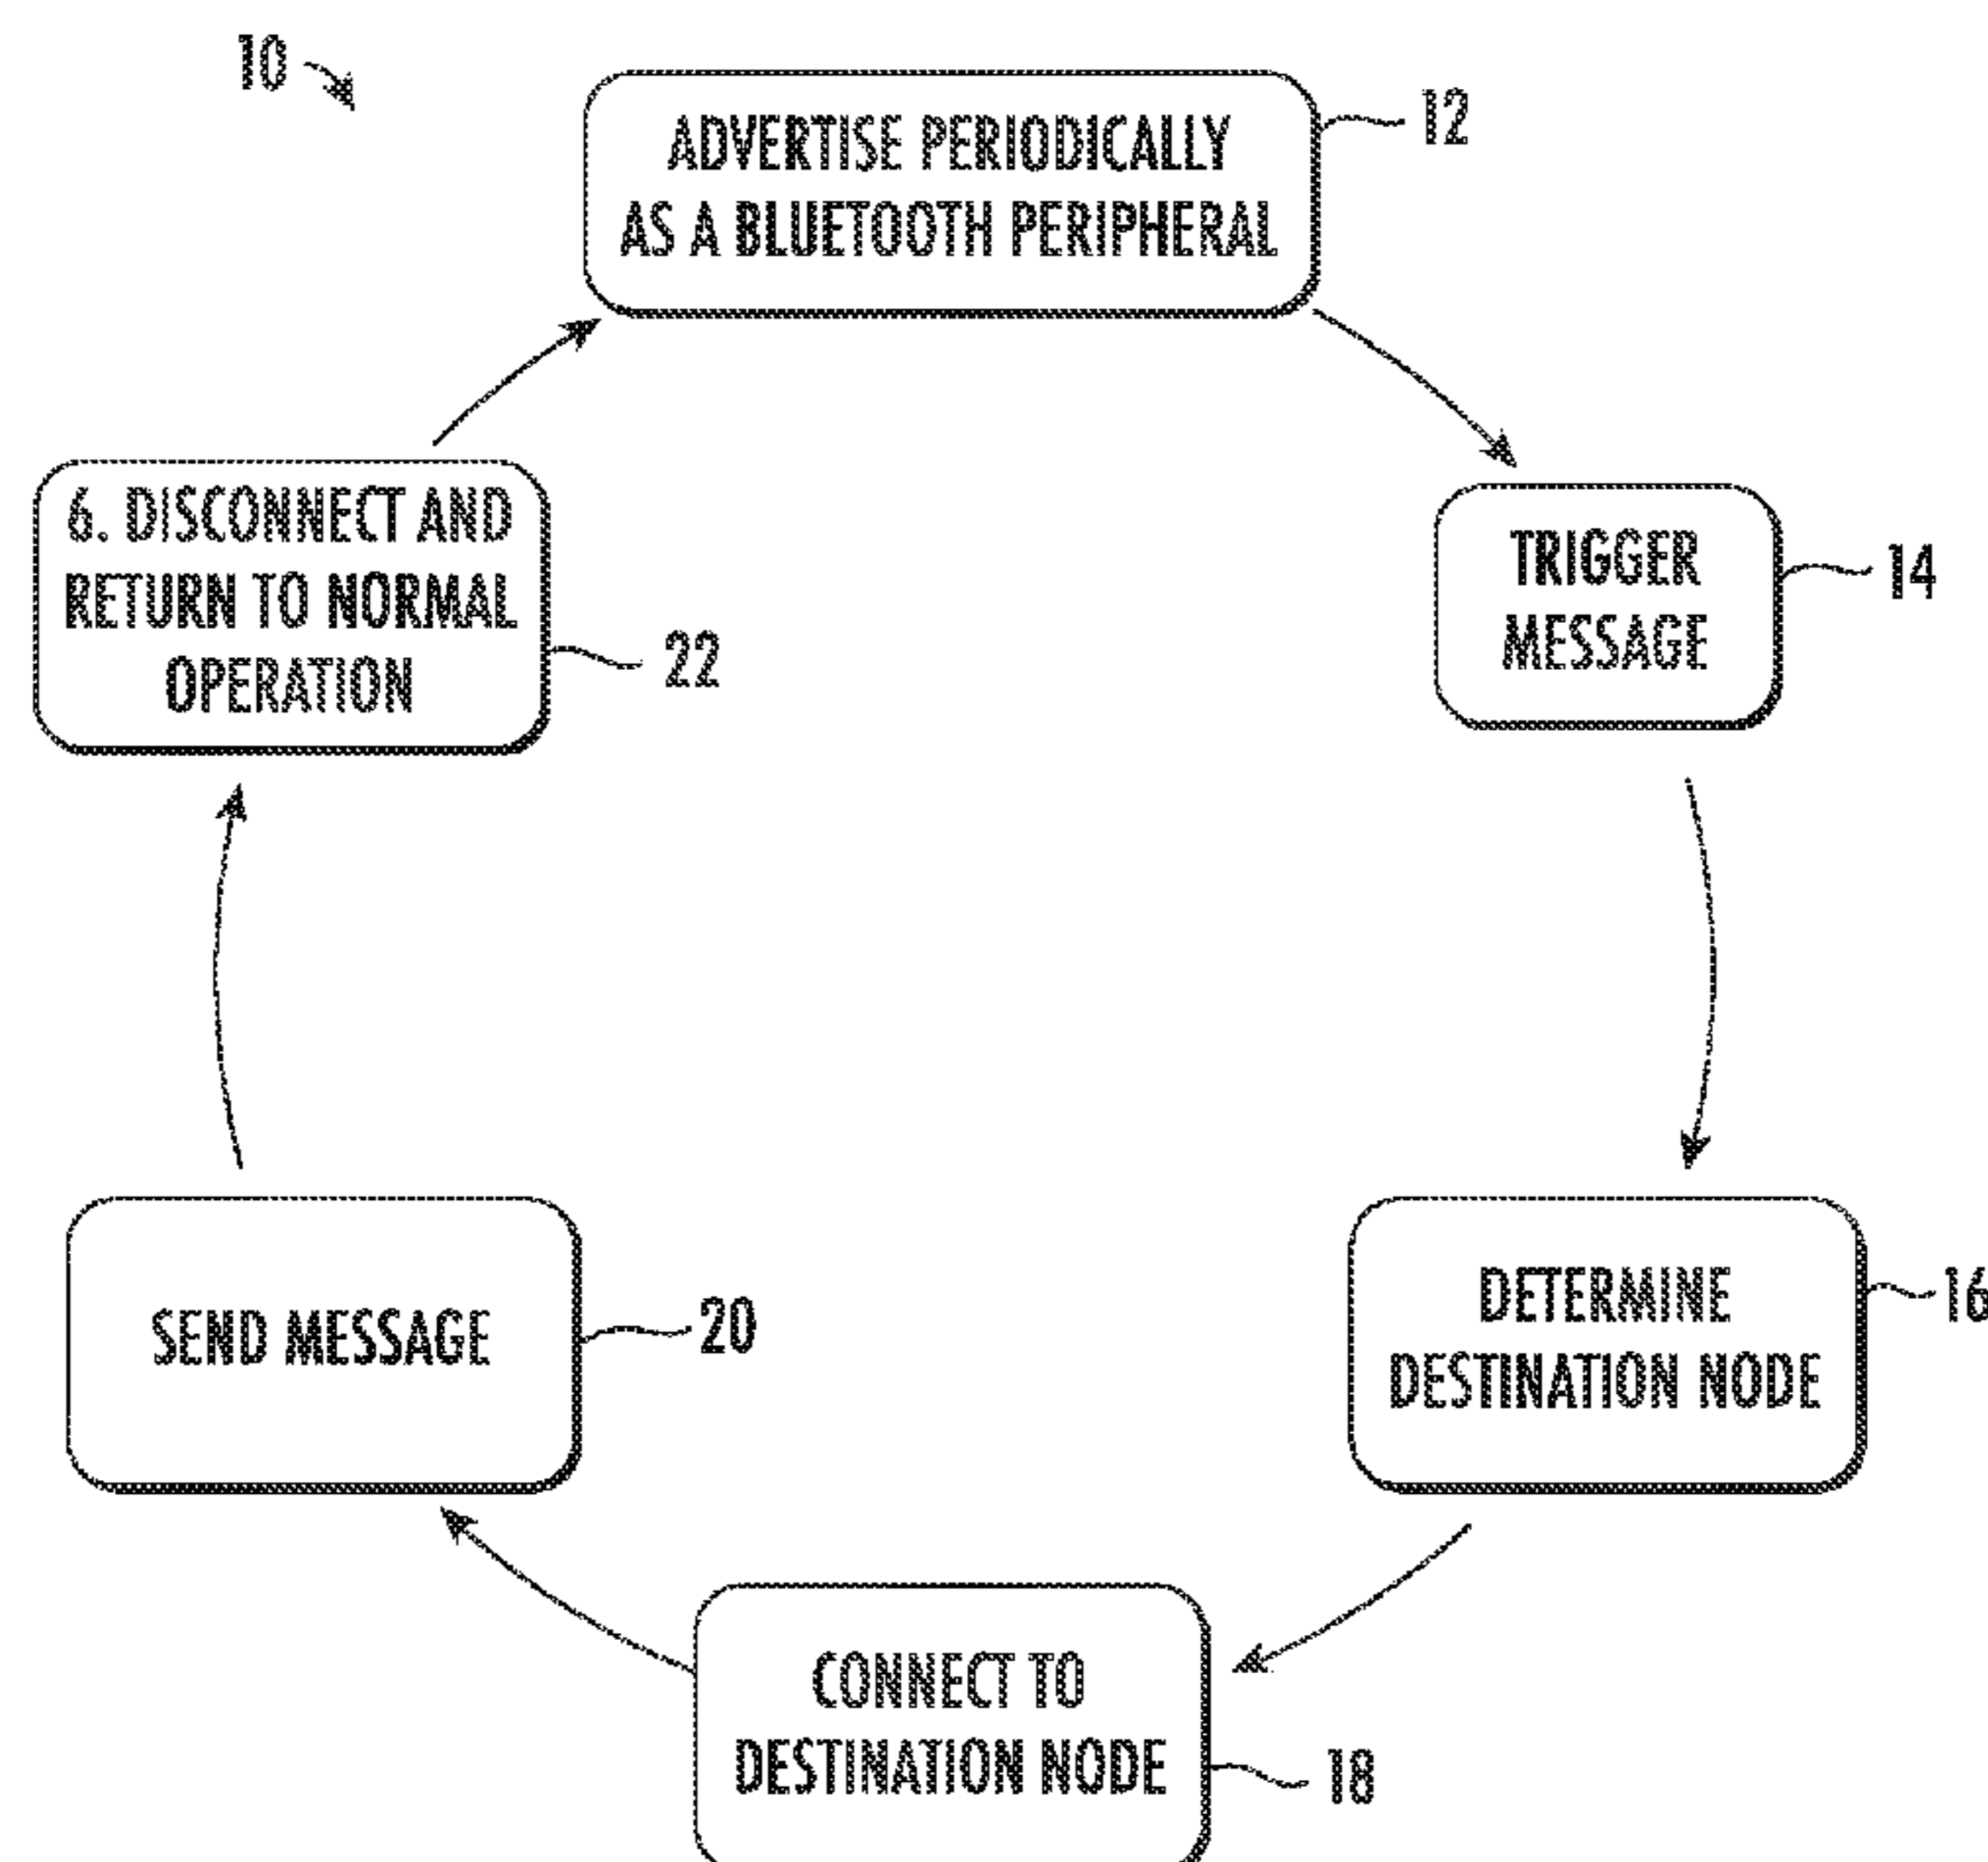 10
ADVERTISE PERIODICALLY
AS A BLUETOOTH PERIPHERAL
12
TRIGGER
MESSAGE
14
DETERMINE
DESTINATION NODE
16
CONNECT TO
DESTINATION NODE
18
SEND MESSAGE
20
6. DISCONNECT AND
RETURN TO NORMAL
OPERATION
22